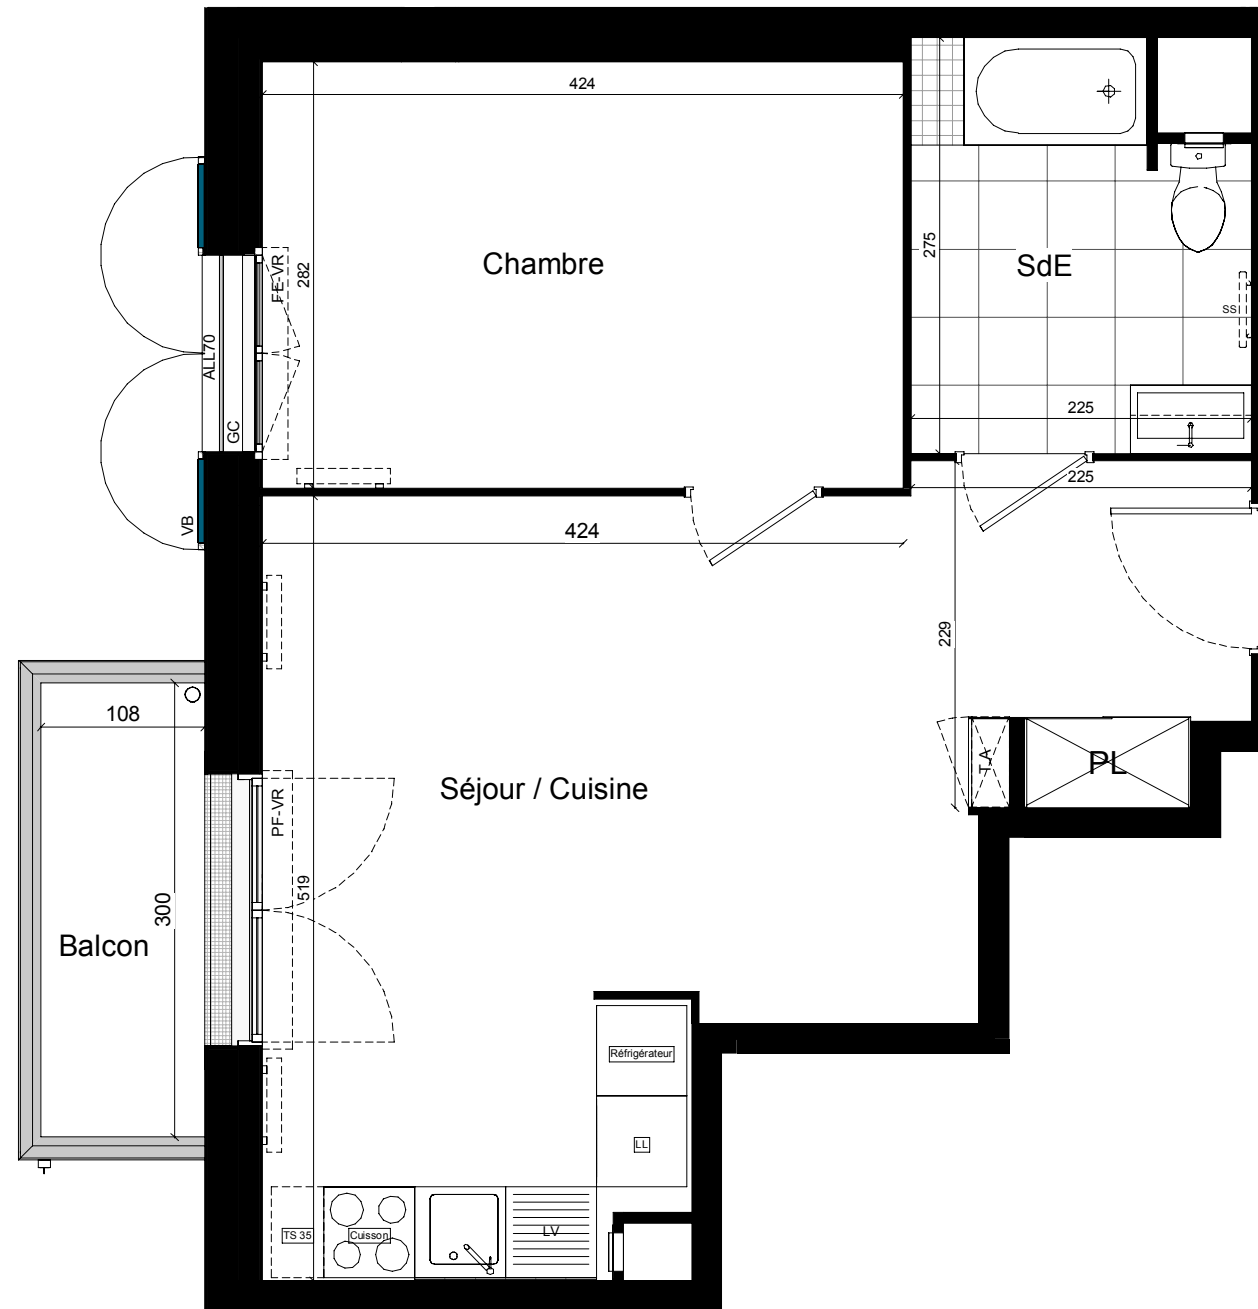 424
282
Chambre
FE-VR
ALL70
GC
VB
275
SdE
SS
225
225
424
229
T.A
PL
108
300
Balcon
PF-VR
519
Séjour / Cuisine
Réfrigérateur
LL
TS 35
Cuisson
LV